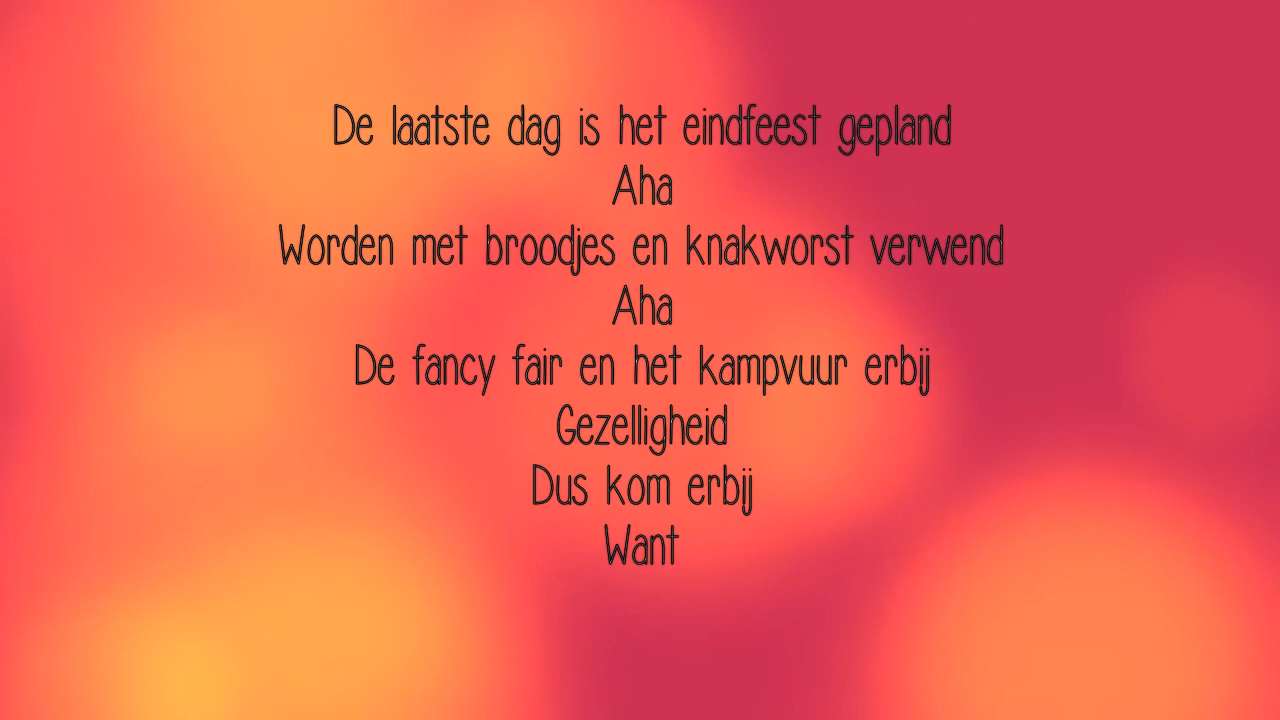 De laatste dag is het eindfeest gepland
Aha
Worden met broodjes en knakworst verwend
Aha
De fancy fair en het kampvuur erbij
Gezelligheid
Dus kom erbij
Want